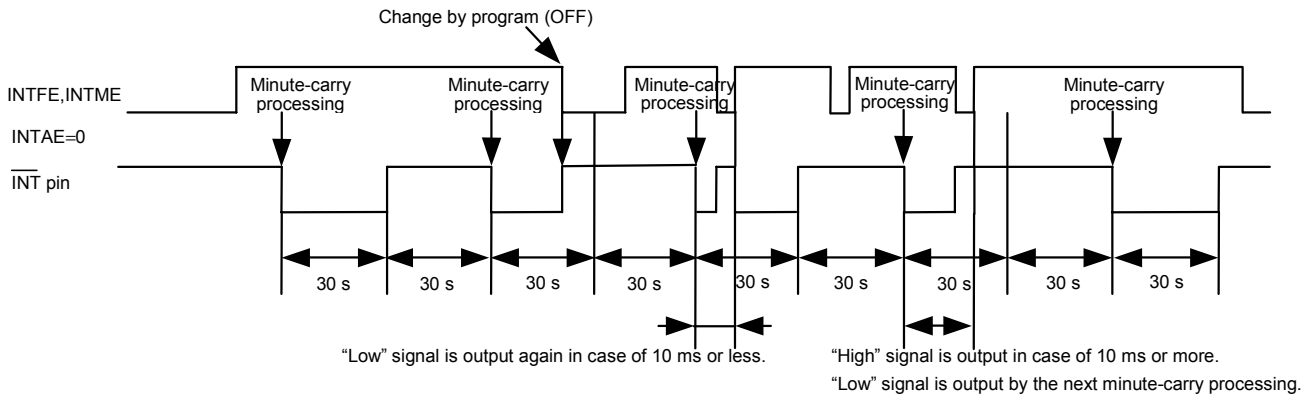 Change by program (OFF)
INTFE,INTME
Minute-carry
processing
Minute-carry
processing
Minute-carry
processing
Minute-carry
processing
Minute-carry
processing
INTAE=0
INT pin
30 s 30 s 30 s 30 s 30 s 30 s 30 s 30 s 30 s
“Low” signal is output again in case of 10 ms or less.
“High” signal is output in case of 10 ms or more.
“Low” signal is output by the next minute-carry processing.